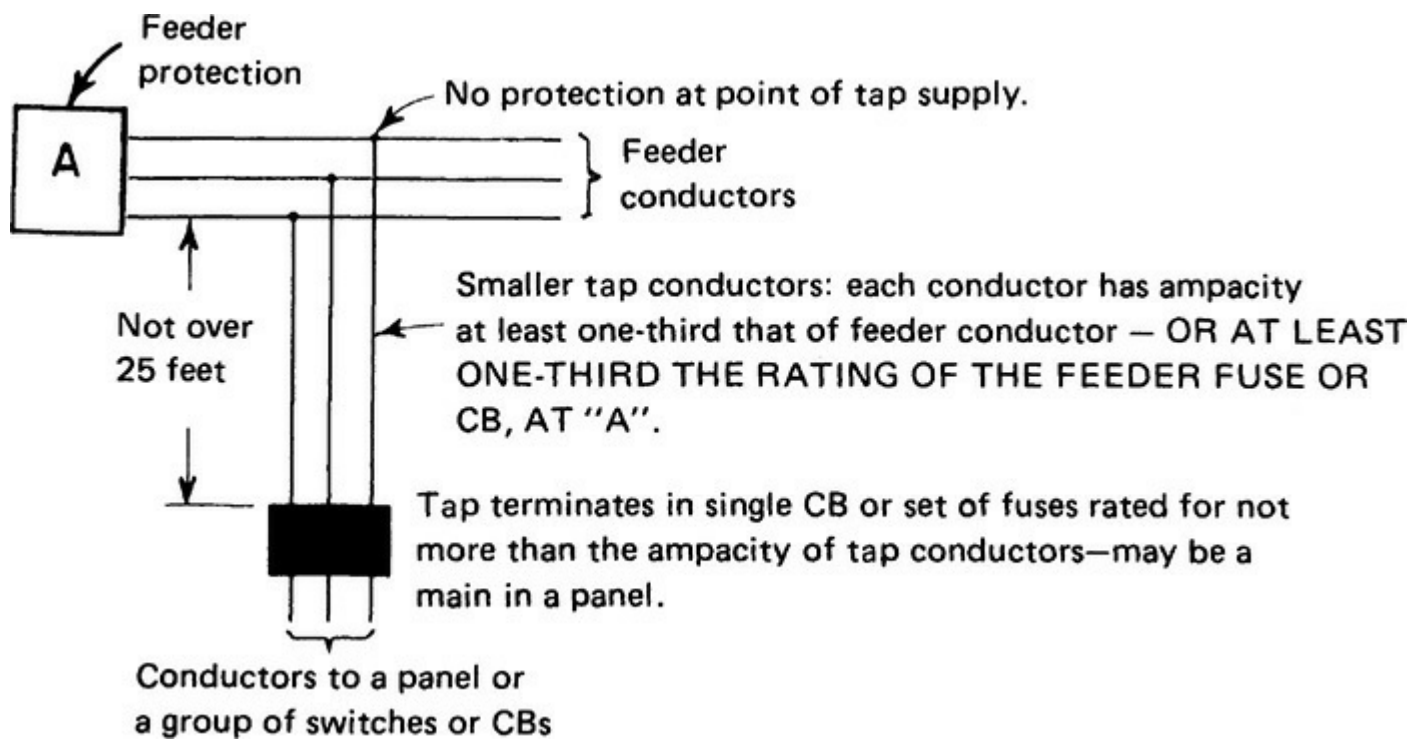 Feeder
protection
A
No protection at point of tap supply.
Feeder
conductors
Not over
25 feet
Smaller tap conductors: each conductor has ampacity
at least one-third that of feeder conductor — OR AT LEAST
ONE-THIRD THE RATING OF THE FEEDER FUSE OR
CB, AT "A".
Tap terminates in single CB or set of fuses rated for not
more than the ampacity of tap conductors—may be a
main in a panel.
Conductors to a panel or
a group of switches or CBs